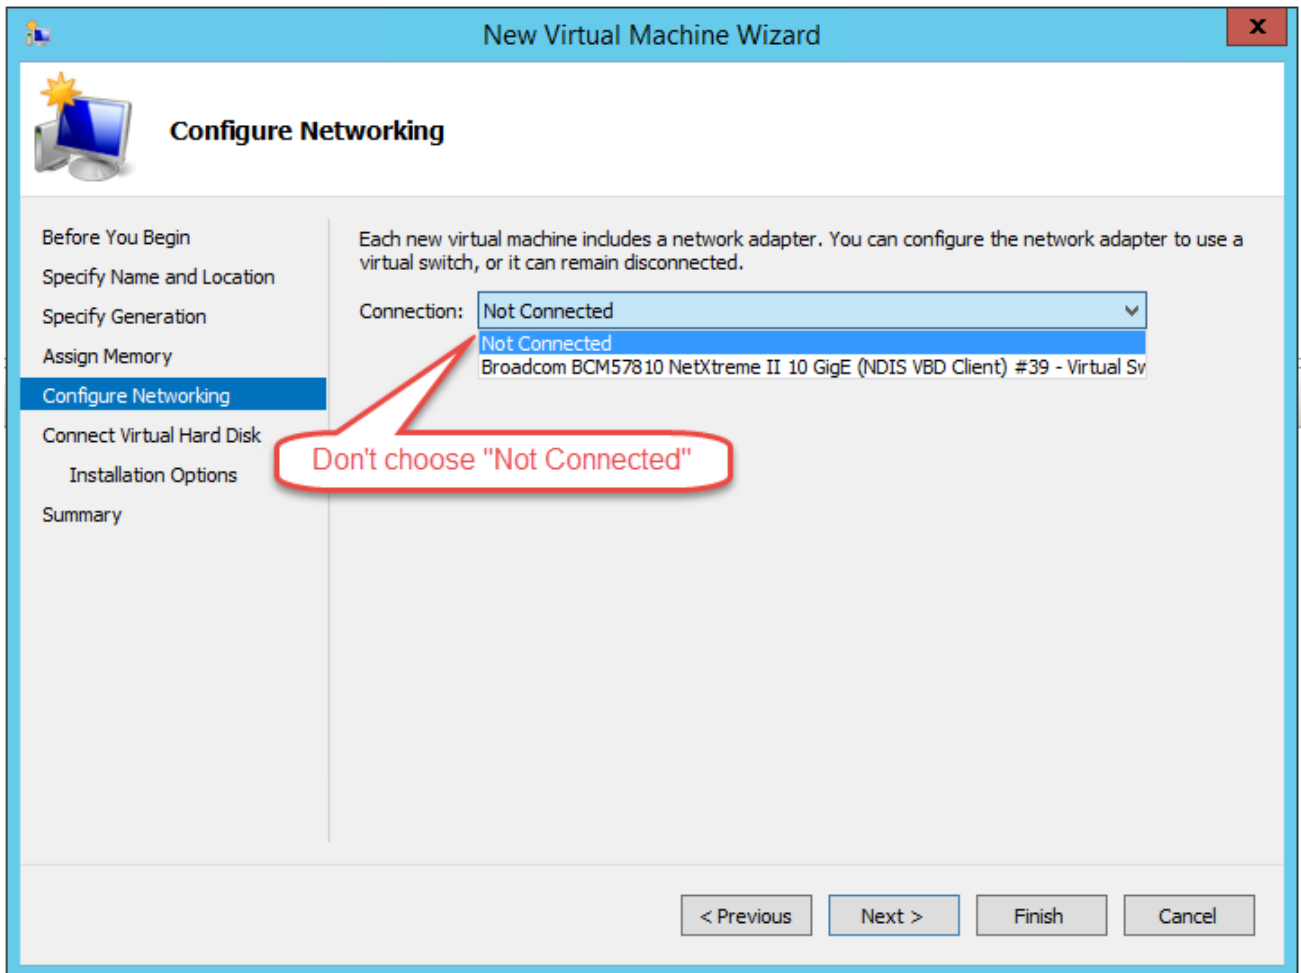 New Virtual Machine Wizard
x
Configure Networking
Before You Begin
Specify Name and Location
Specify Generation
Assign Memory
Configure Networking
Connect Virtual Hard Disk
Installation Options
Summary
Each new virtual machine includes a network adapter. You can configure the network adapter to use a
virtual switch, or it can remain disconnected.
Connection: Not Connected
Not Connected
Broadcom BCM57810 NetXtreme II 10 GigE (NDIS VBD Client) #39 - Virtual Sw
Don't choose "Not Connected"
< Previous Next > Finish Cancel